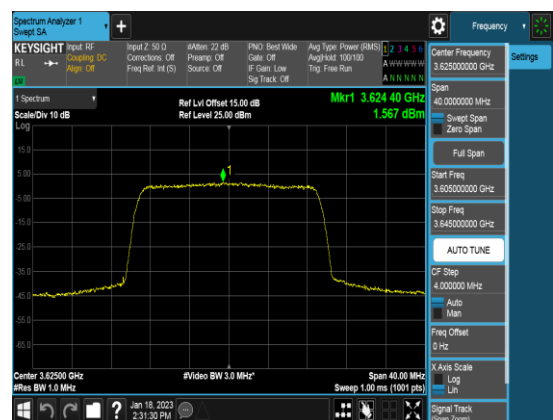 Spectrum Analyzer 1
Swept SA
+
Frequency
KEYSIGHT
RL
Input: RF
Coupling: DC
Align: Off
Input Z: 50 Ω
Corrections: Off
Freq Ref: Int (S)
#Atten: 22 dB
Preamp: Off
Source: Off
PNO: Best Wide
Gate: Off
IF Gain: Low
Sig Track: Off
Avg Type: Power (RMS)
Avg|Hold: 100/100
Trig: Free Run
1 2 3 4 5 6
A W W W W W
A N N N N N
1 Spectrum
Scale/Div 10 dB
Log
Ref Lvl Offset 15.00 dB
Ref Level 25.00 dBm
Mkr1 3.624 40 GHz
1.567 dBm
1
15.0
5.00
-5.00
-15.0
-25.0
-35.0
-45.0
-55.0
-65.0
Center 3.62500 GHz
#Res BW 1.0 MHz
#Video BW 3.0 MHz*
Span 40.00 MHz
Sweep 1.00 ms (1001 pts)
Jan 18, 2023
2:31:30 PM
Center Frequency
3.625000000 GHz
Settings
Span
40.0000000 MHz
Swept Span
Zero Span
Full Span
Start Freq
3.605000000 GHz
Stop Freq
3.645000000 GHz
AUTO TUNE
CF Step
4.000000 MHz
Auto
Man
Freq Offset
0 Hz
X Axis Scale
Log
Lin
Signal Track
(Span Zoom)